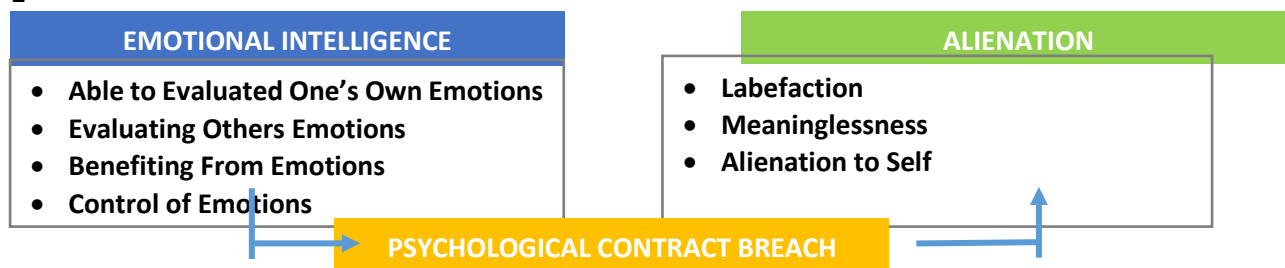 EMOTIONAL INTELLIGENCE
• Able to Evaluated One’s Own Emotions
• Evaluating Others Emotions
• Benefiting From Emotions
• Control of Emotions
ALIENATION
• Labefaction
• Meaninglessness
• Alienation to Self
PSYCHOLOGICAL CONTRACT BREACH